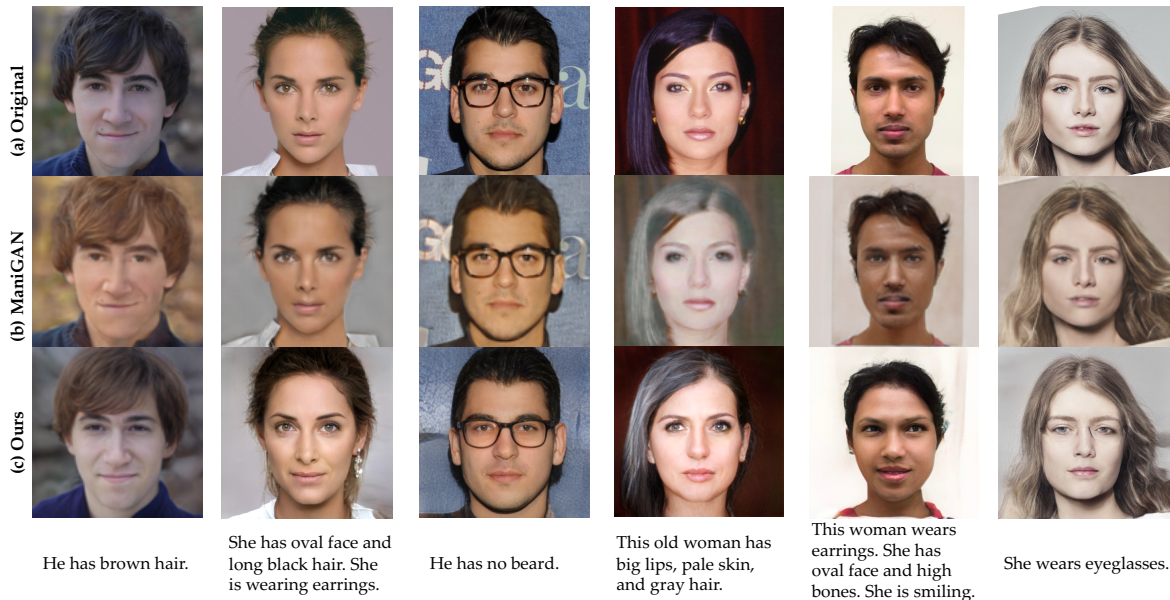 (a) Original
(b) ManiGAN
(c) Ours
He has brown hair.
She has oval face and
long black hair. She
is wearing earrings.
He has no beard.
This old woman has
big lips, pale skin,
and gray hair.
This woman wears
earrings. She has
oval face and high
bones. She is smiling.
She wears eyeglasses.